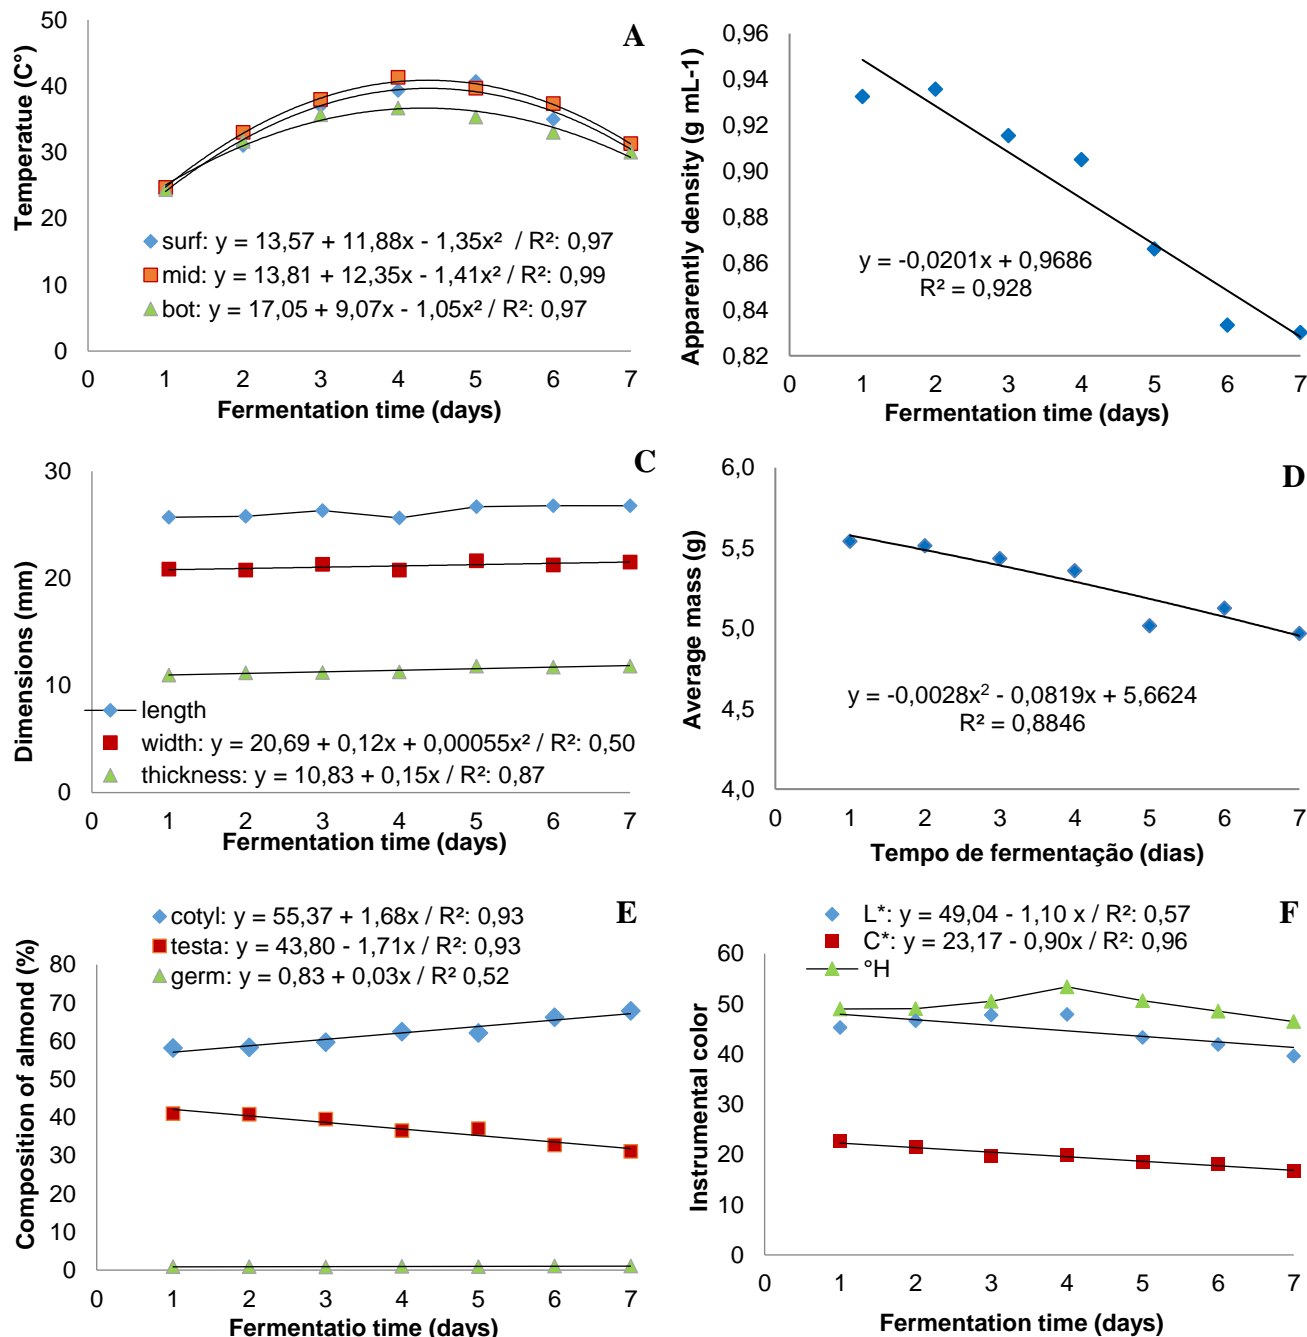 A
Temperatue (C°)
50
40
30
20
10
0
surf: y = 13,57 + 11,88x - 1,35x² / R²: 0,97
mid: y = 13,81 + 12,35x - 1,41x² / R²: 0,99
bot: y = 17,05 + 9,07x - 1,05x² / R²: 0,97
0 1 2 3 4 5 6 7
Fermentation time (days)
Apparently density (g mL-1)
0,96
0,94
0,92
0,90
0,88
0,86
0,84
0,82
y = -0,0201x + 0,9686
R² = 0,928
0 1 2 3 4 5 6 7
Fermentation time (days)
C
Dimensions (mm)
30
20
10
0
length
width: y = 20,69 + 0,12x + 0,00055x² / R²: 0,50
thickness: y = 10,83 + 0,15x / R²: 0,87
0 1 2 3 4 5 6 7
Fermentation time (days)
D
Average mass (g)
6,0
5,5
5,0
4,5
4,0
y = -0,0028x² - 0,0819x + 5,6624
R² = 0,8846
0 1 2 3 4 5 6 7
Tempo de fermentação (dias)
E
cotyl: y = 55,37 + 1,68x / R²: 0,93
testa: y = 43,80 - 1,71x / R²: 0,93
germ: y = 0,83 + 0,03x / R² 0,52
Composition of almond (%)
80
70
60
50
40
30
20
10
0
0 1 2 3 4 5 6 7
Fermentatio time (days)
F
L*: y = 49,04 - 1,10 x / R²: 0,57
C*: y = 23,17 - 0,90x / R²: 0,96
°H
Instrumental color
60
50
40
30
20
10
0
0 1 2 3 4 5 6 7
Fermentation time (days)